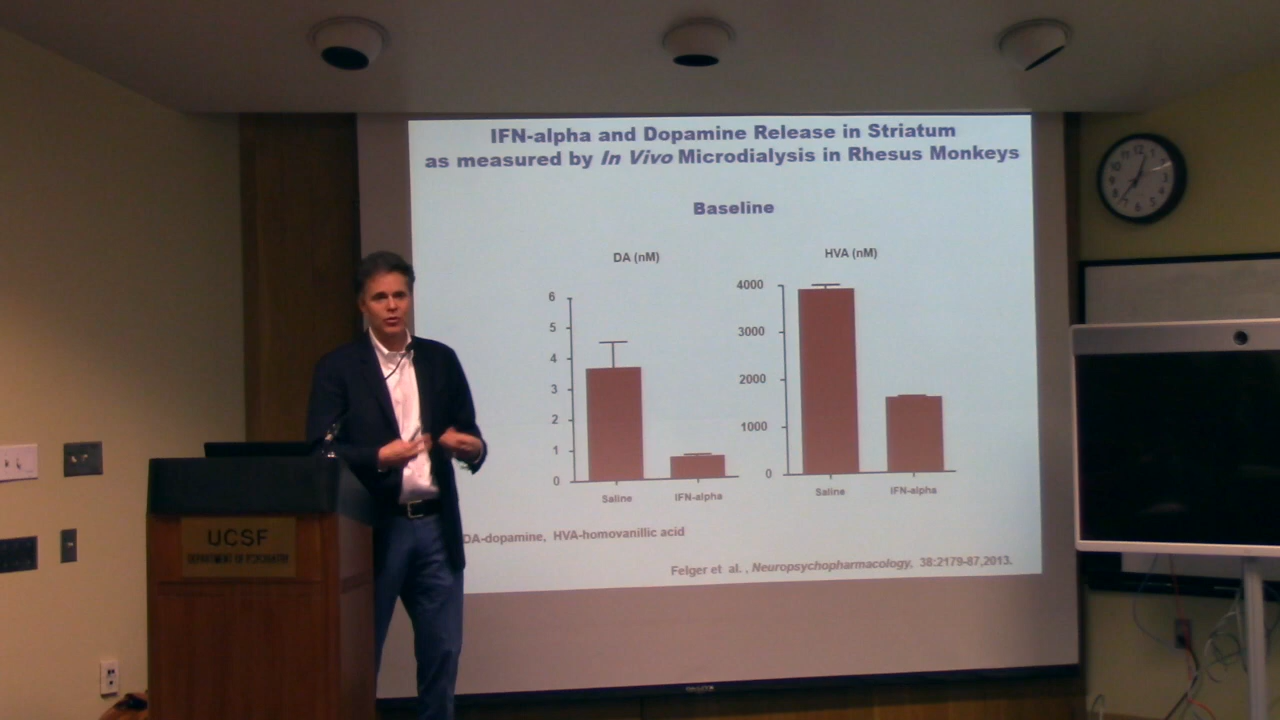 IFN-alpha and Dopamine Release in Striatum
as measured by In Vivo Microdialysis in Rhesus Monkeys
Baseline
DA (nM)
6
5
4
3
2
1
0
Saline
IFN-alpha
HVA (nM)
4000
3000
2000
1000
0
Saline
IFN-alpha
DA-dopamine, HVA-homovanillic acid
Felger et al. , Neuropsychopharmacology, 38:2179-87,2013.
UCSF
DEPARTMENT OF PSYCHIATRY